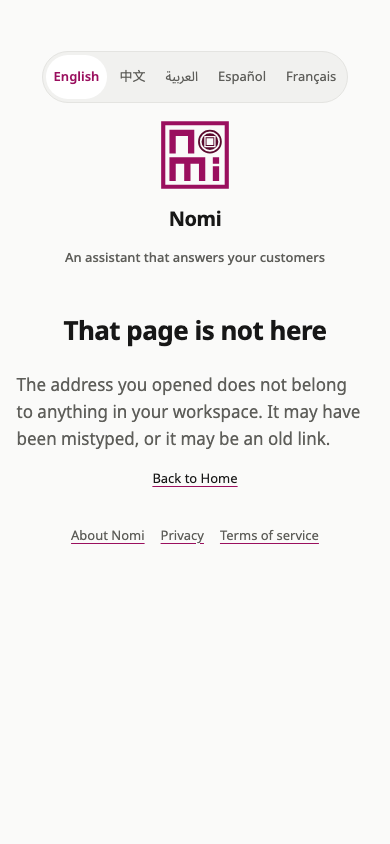 English 中文 العربية Español Français
nomi
Nomi
An assistant that answers your customers
That page is not here
The address you opened does not belong
to anything in your workspace. It may have
been mistyped, or it may be an old link.
Back to Home
About Nomi Privacy Terms of service